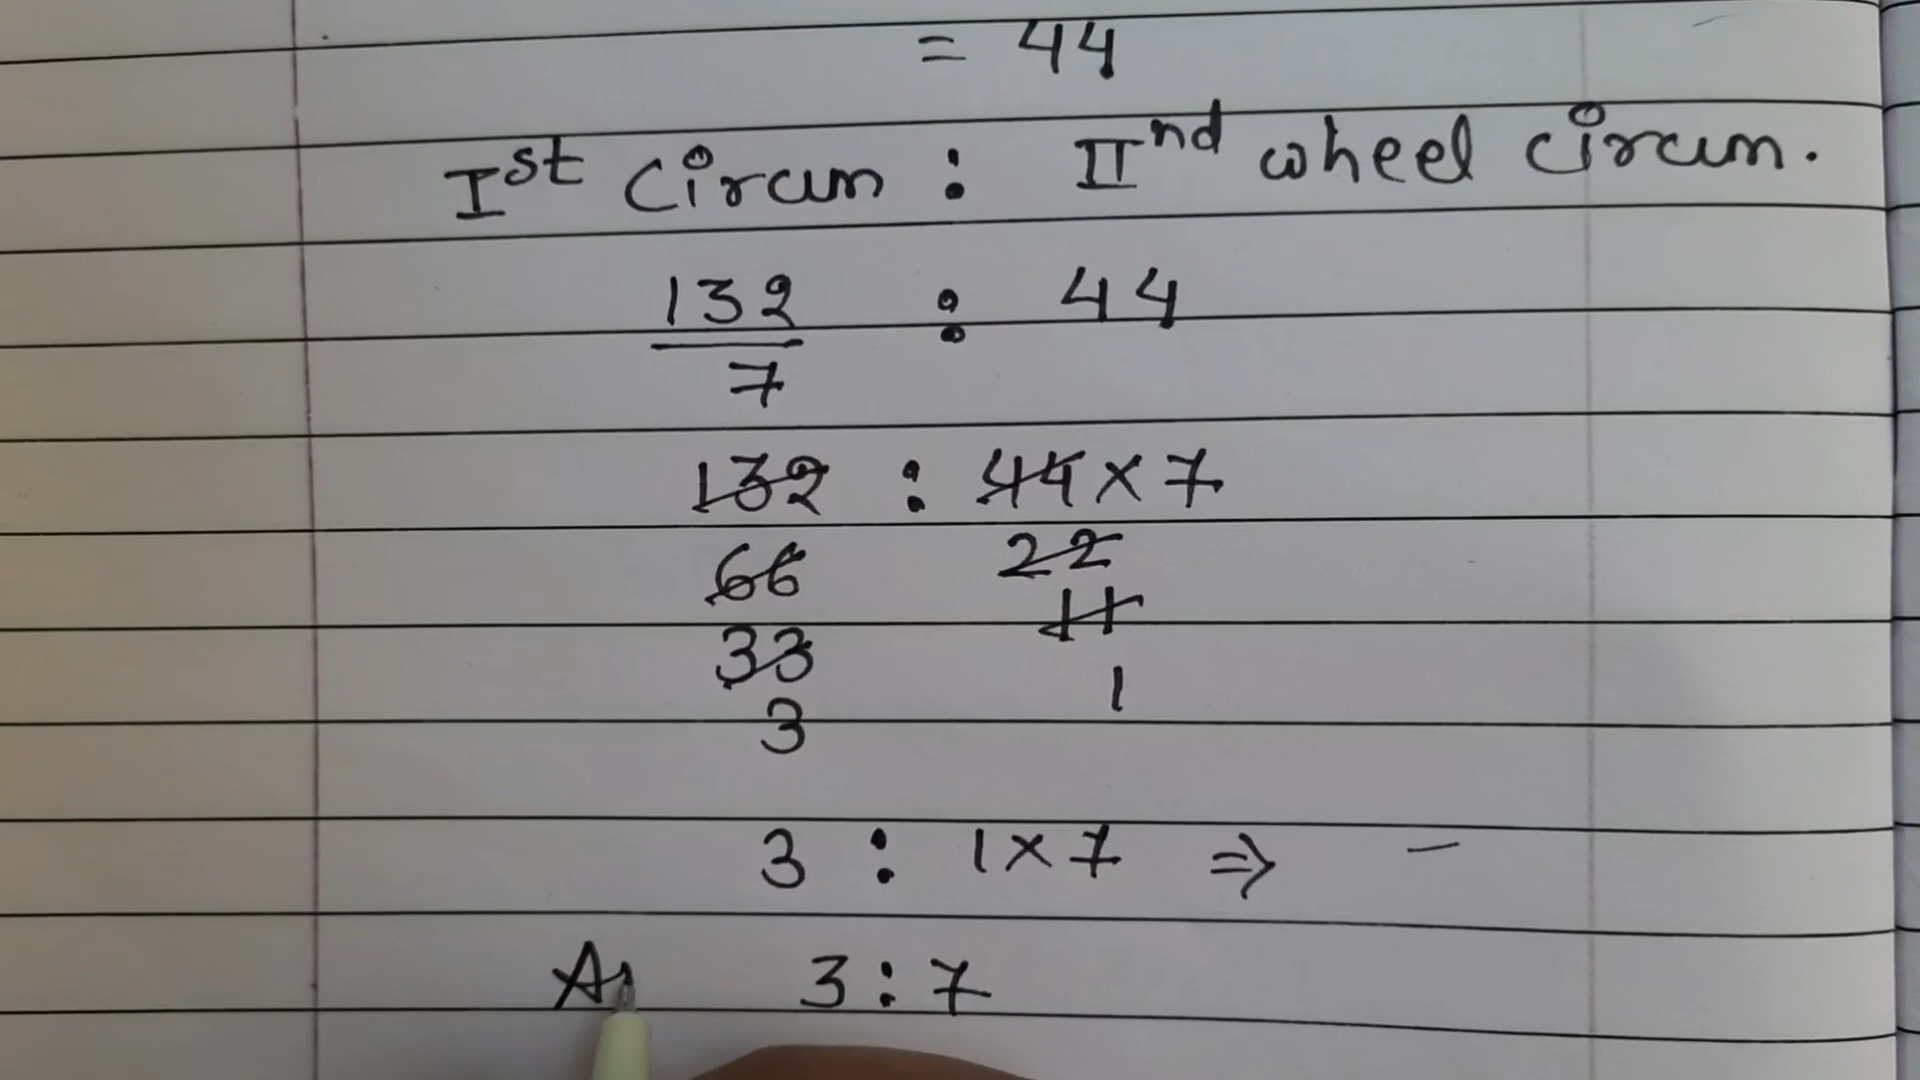 = 44
Ist Circum : IInd wheel circum.
132/7 : 44
132 : 44 × 7
66 22
11
33
1
3
3 : 1 × 7 ⇒ –
An 3 : 7